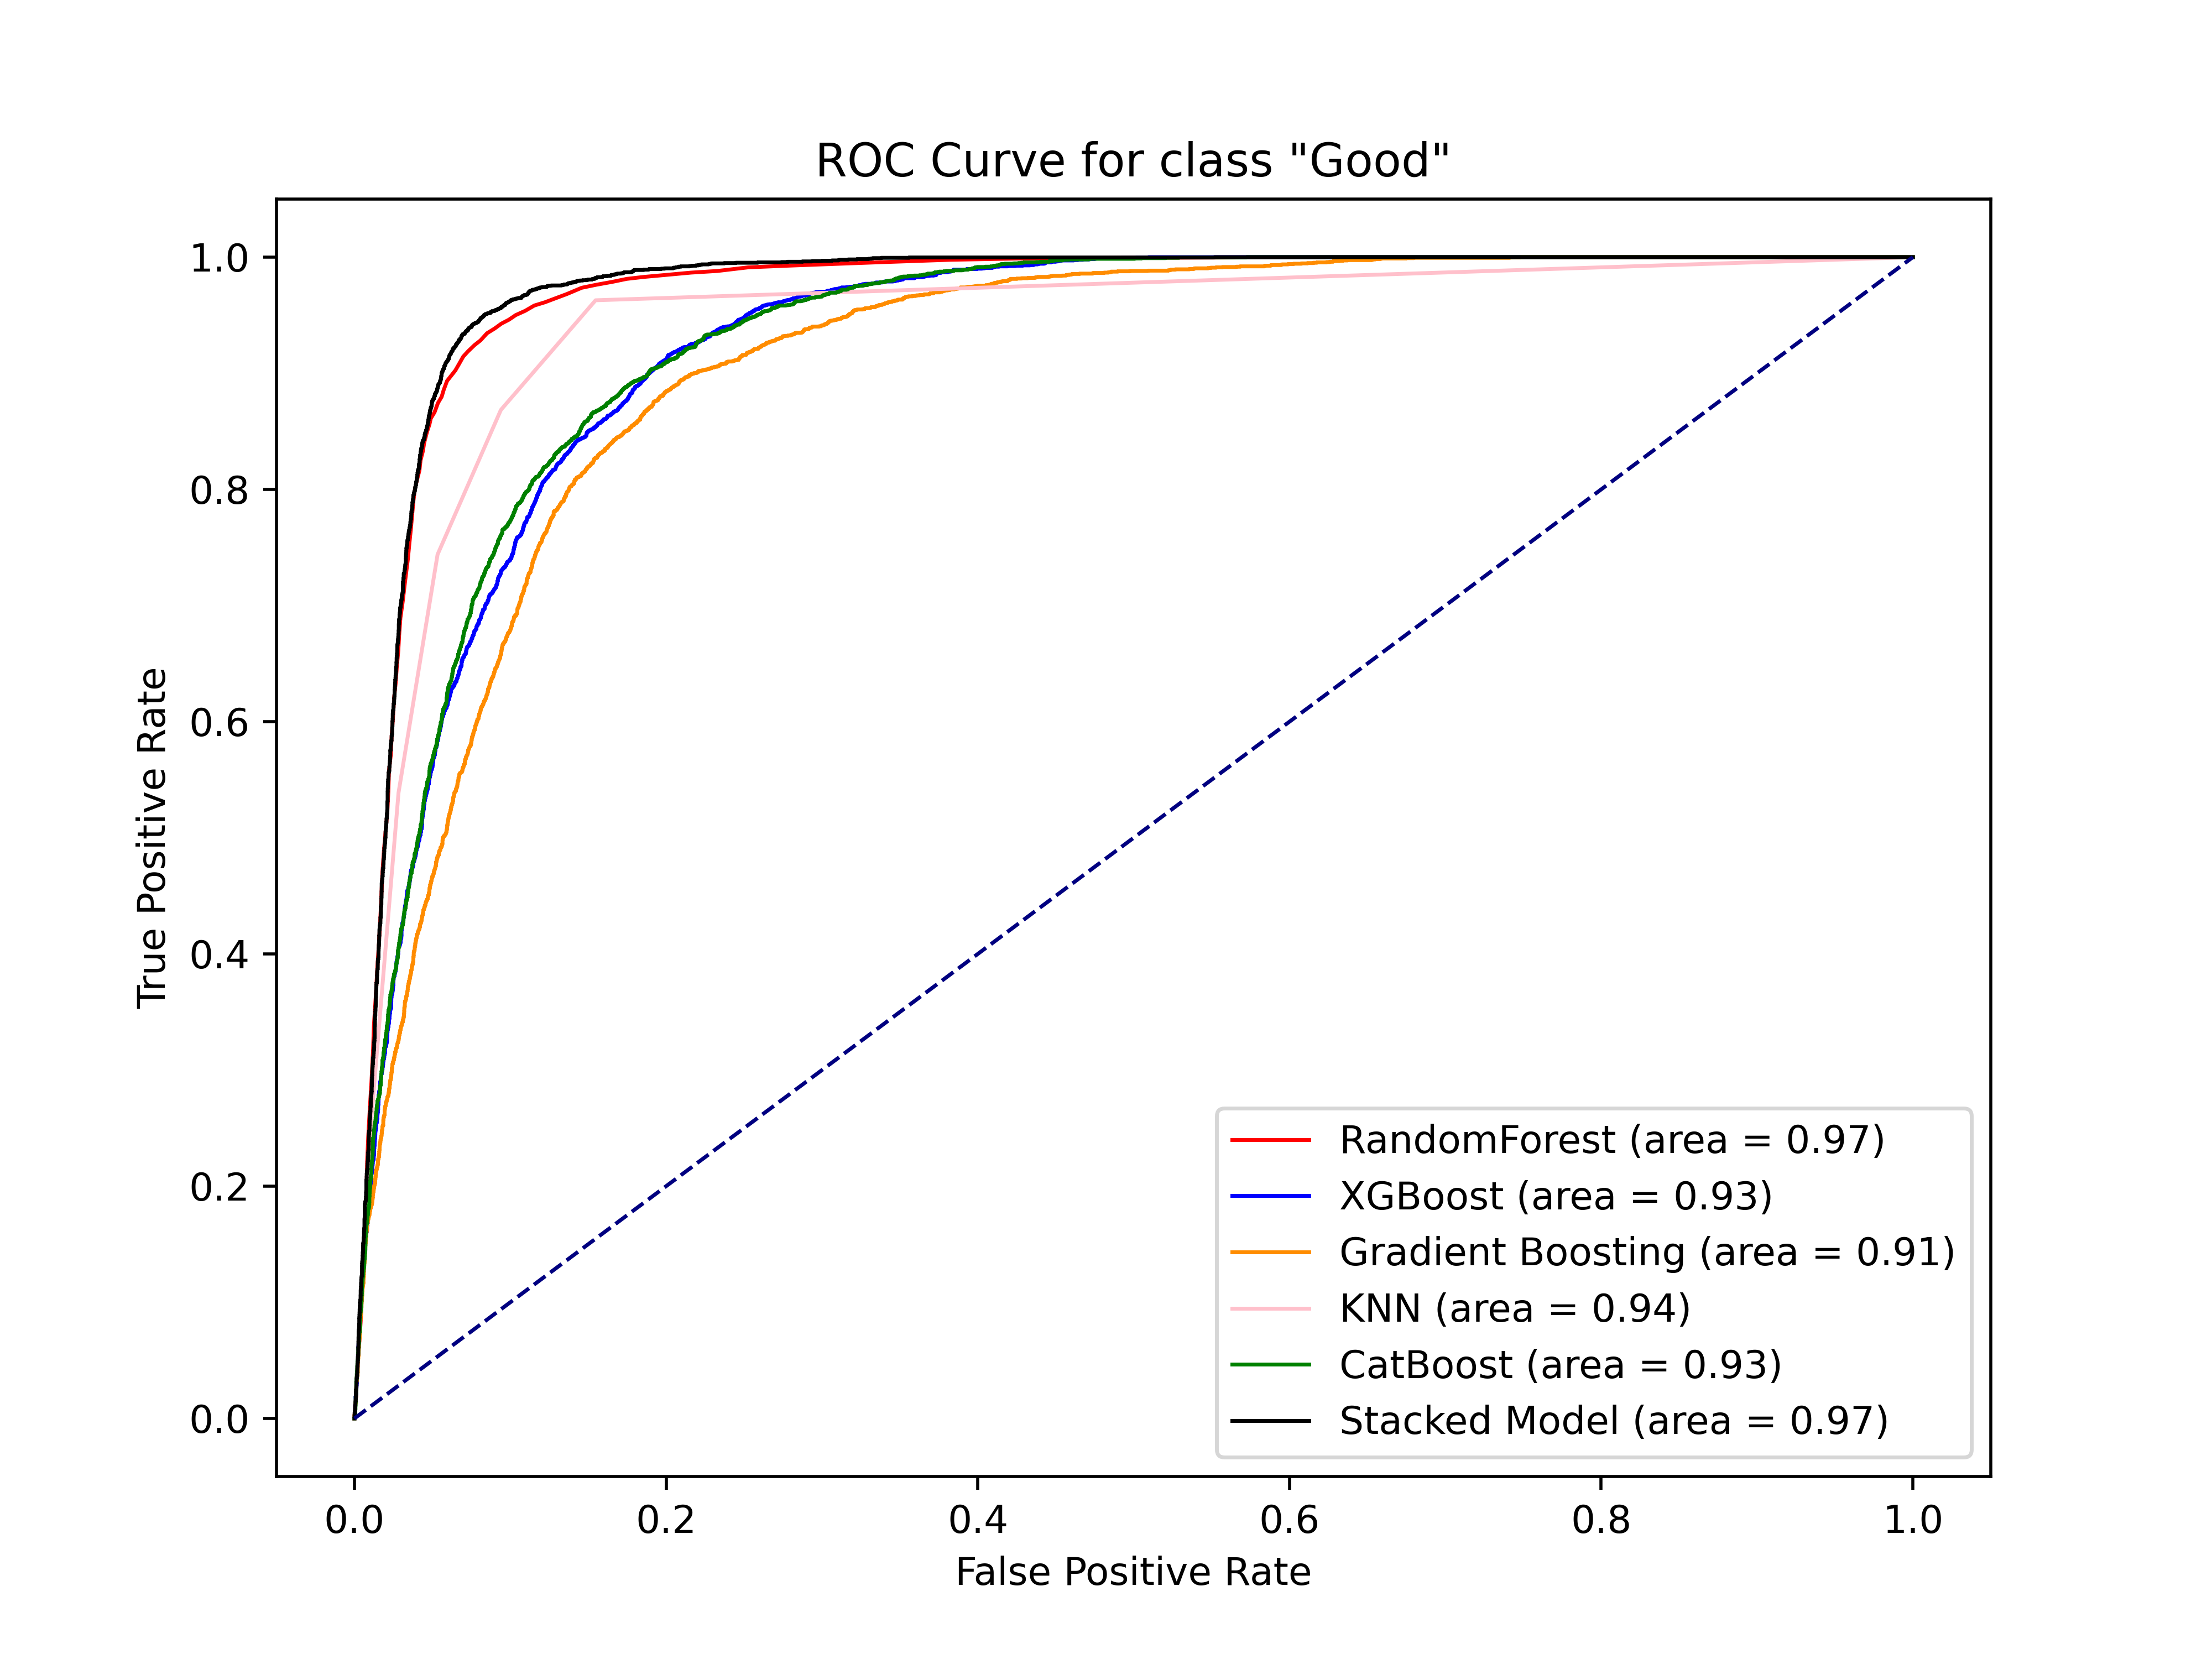 ROC Curve for class "Good"
1.0
0.8
0.6
0.4
0.2
0.0
True Positive Rate
RandomForest (area = 0.97)
XGBoost (area = 0.93)
Gradient Boosting (area = 0.91)
KNN (area = 0.94)
CatBoost (area = 0.93)
Stacked Model (area = 0.97)
0.0 0.2 0.4 0.6 0.8 1.0
False Positive Rate